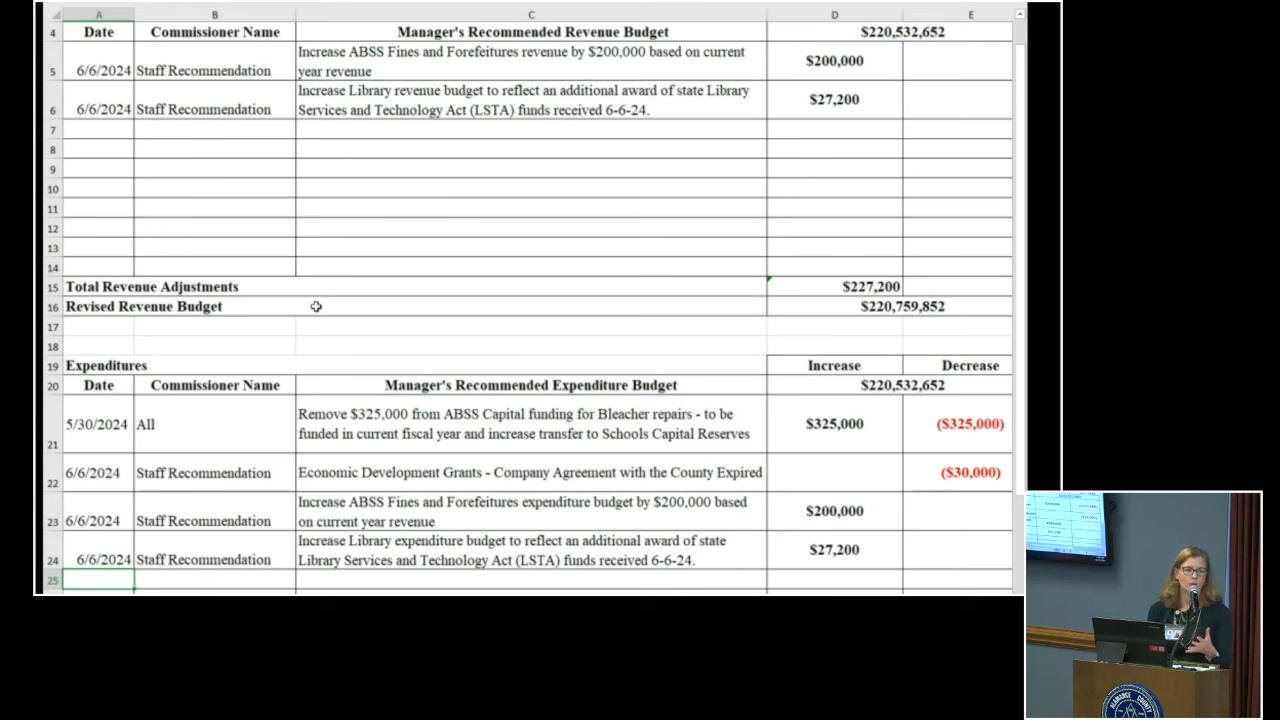 A B C D E
4 Date Commissioner Name Manager's Recommended Revenue Budget $220,532,652
Increase ABSS Fines and Forefeitures revenue by $200,000 based on current
5 6/6/2024 Staff Recommendation year revenue $200,000
Increase Library revenue budget to reflect an additional award of state Library
6 6/6/2024 Staff Recommendation Services and Technology Act (LSTA) funds received 6-6-24. $27,200
7
8
9
10
11
12
13
14
15 Total Revenue Adjustments $227,200
16 Revised Revenue Budget $220,759,852
17
18
19 Expenditures Increase Decrease
20 Date Commissioner Name Manager's Recommended Expenditure Budget $220,532,652
Remove $325,000 from ABSS Capital funding for Bleacher repairs - to be
21 5/30/2024 All funded in current fiscal year and increase transfer to Schools Capital Reserves $325,000 ($325,000)
22 6/6/2024 Staff Recommendation Economic Development Grants - Company Agreement with the County Expired ($30,000)
Increase ABSS Fines and Forefeitures expenditure budget by $200,000 based
23 6/6/2024 Staff Recommendation on current year revenue $200,000
Increase Library expenditure budget to reflect an additional award of state
24 6/6/2024 Staff Recommendation Library Services and Technology Act (LSTA) funds received 6-6-24. $27,200
25
ALAMANCE COUNTY